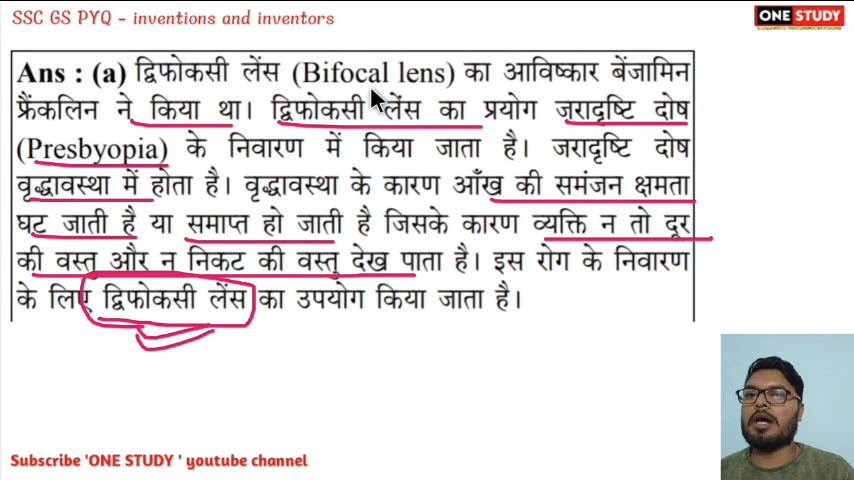 SSC GS PYQ - inventions and inventors
ONE STUDY
Ans : (a) द्विफोकसी लेंस (Bifocal lens) का आविष्कार बेंजामिन
फ्रैंकलिन ने किया था। द्विफोकसी लेंस का प्रयोग जरादृष्टि दोष
(Presbyopia) के निवारण में किया जाता है। जरादृष्टि दोष
वृद्धावस्था में होता है। वृद्धावस्था के कारण आँख की समंजन क्षमता
घट जाती है या समाप्त हो जाती है जिसके कारण व्यक्ति न तो दूर
की वस्तु और न निकट की वस्तु देख पाता है। इस रोग के निवारण
के लिए द्विफोकसी लेंस का उपयोग किया जाता है।
Subscribe 'ONE STUDY ' youtube channel